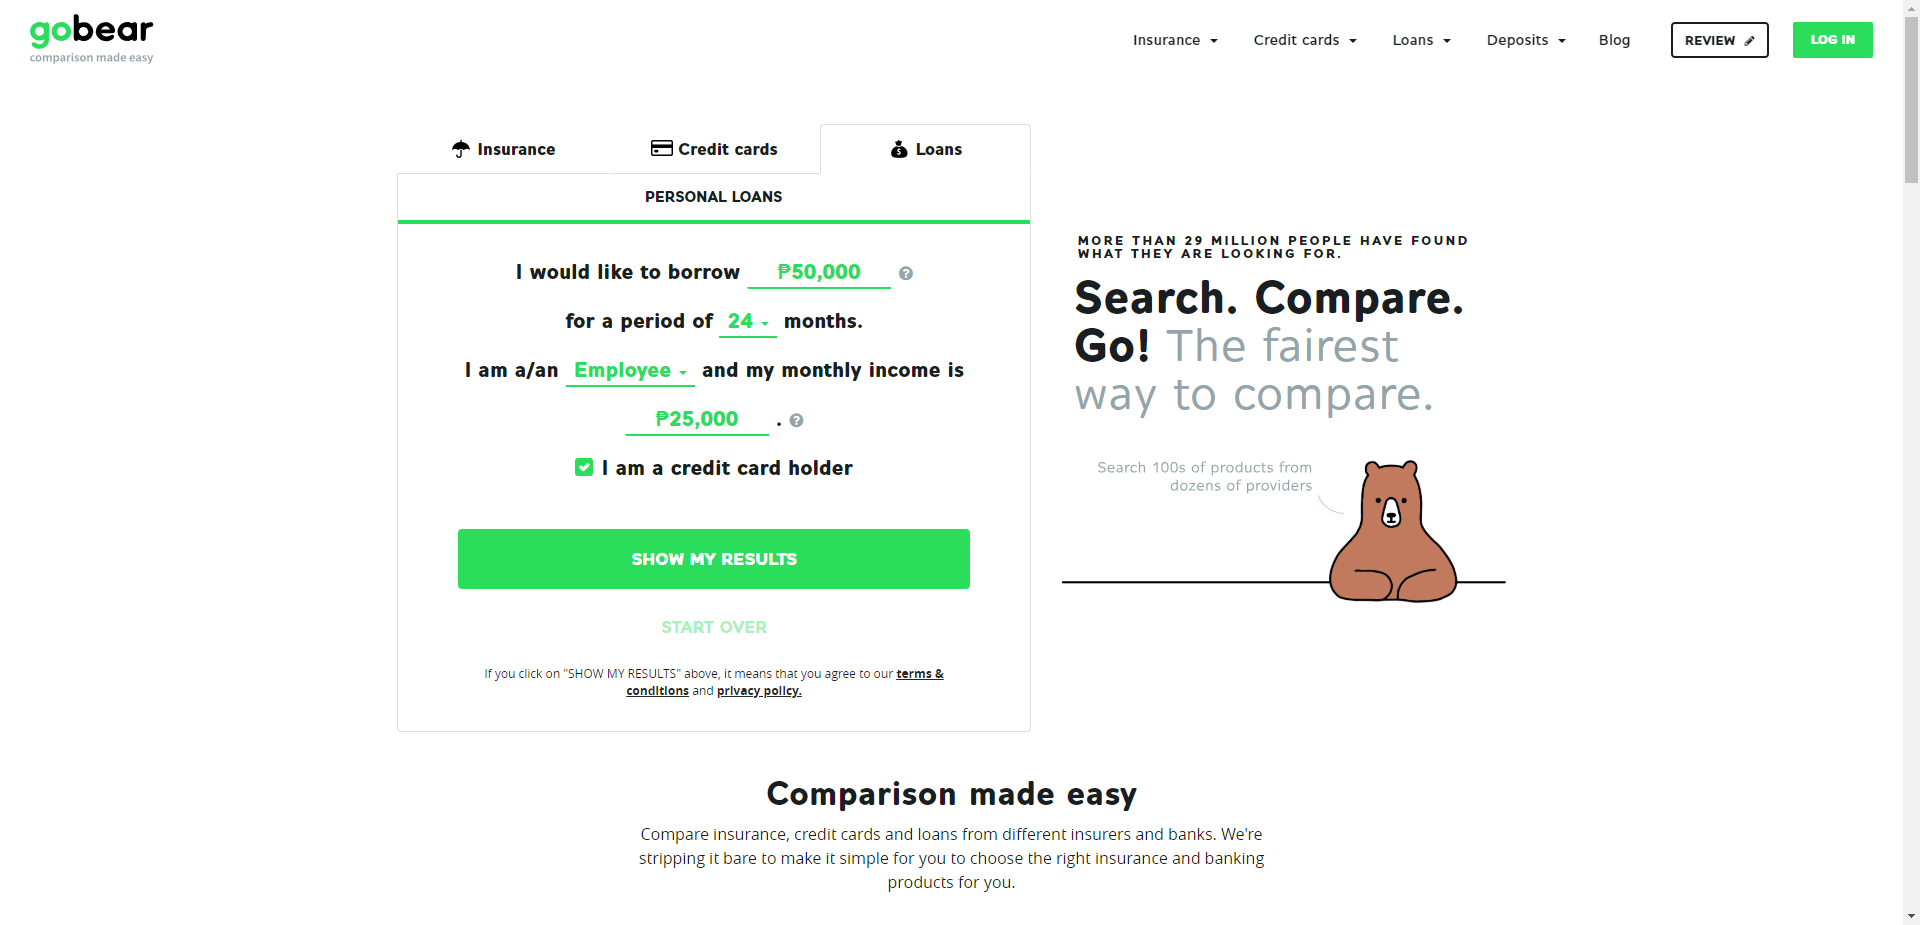 gobear
comparison made easy
Insurance
Credit cards
Loans
Deposits
Blog
REVIEW
LOG IN
Insurance
Credit cards
Loans
PERSONAL LOANS
I would like to borrow ₱50,000
for a period of 24 months.
I am a/an Employee and my monthly income is
₱25,000 .
I am a credit card holder
SHOW MY RESULTS
START OVER
If you click on "SHOW MY RESULTS" above, it means that you agree to our terms &
conditions and privacy policy.
MORE THAN 29 MILLION PEOPLE HAVE FOUND
WHAT THEY ARE LOOKING FOR.
Search. Compare.
Go! The fairest
way to compare.
Search 100s of products from
dozens of providers
Comparison made easy
Compare insurance, credit cards and loans from different insurers and banks. We're
stripping it bare to make it simple for you to choose the right insurance and banking
products for you.